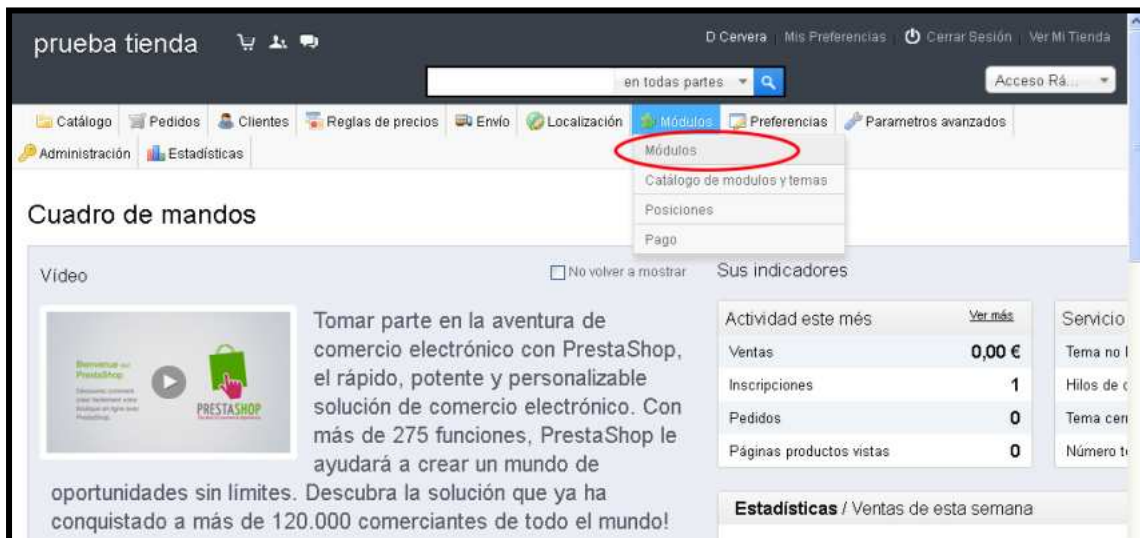 prueba tienda
D Cervera Mis Preferencias Cerrar Sesión Ver Mi Tienda
en todas partes
Acceso Rá...
Catálogo Pedidos Clientes Reglas de precios Envío Localización Módulos Preferencias Parametros avanzados
Administración Estadísticas
Módulos
Catálogo de modulos y temas
Posiciones
Pago
Cuadro de mandos
Vídeo
No volver a mostrar
PRESTASHOP
Tomar parte en la aventura de
comercio electrónico con PrestaShop,
el rápido, potente y personalizable
solución de comercio electrónico. Con
más de 275 funciones, PrestaShop le
ayudará a crear un mundo de
oportunidades sin límites. Descubra la solución que ya ha
conquistado a más de 120.000 comerciantes de todo el mundo!
Sus indicadores
Actividad este més Ver más
Ventas 0,00 €
Inscripciones 1
Pedidos 0
Páginas productos vistas 0
Servicio
Tema no
Hilos de
Tema
Número
Estadísticas / Ventas de esta semana